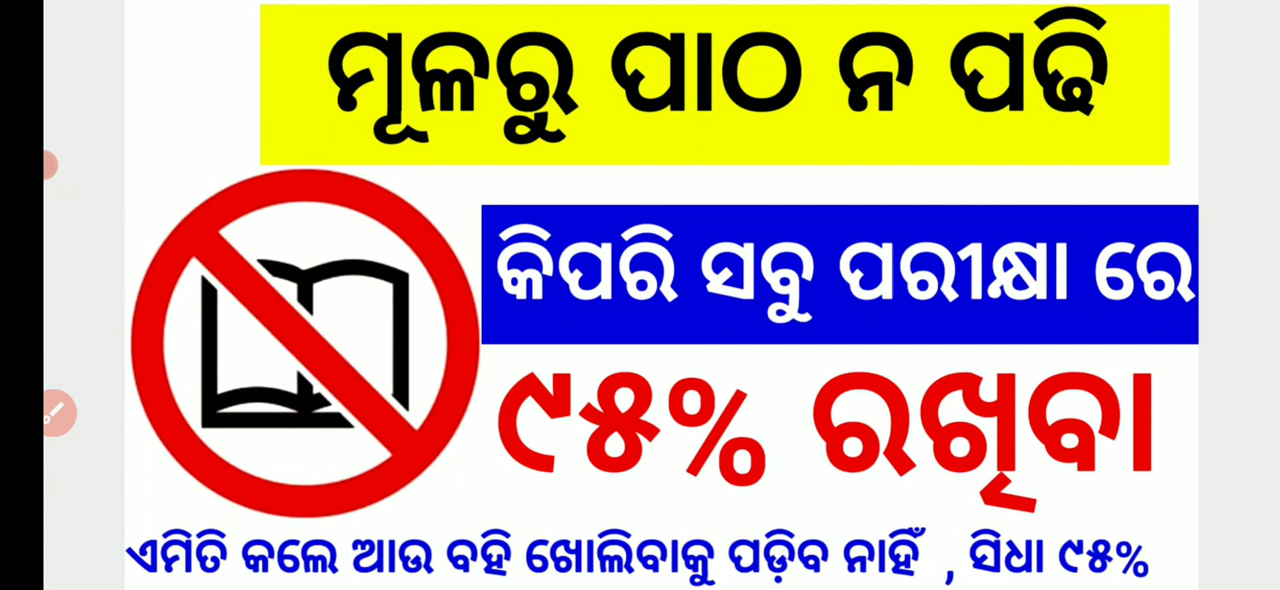 ମୂଳରୁ ପାଠ ନ ପଢି
କିପରି ସବୁ ପରୀକ୍ଷା ରେ
୯୫% ରଖିବା
ଏମିତି କଲେ ଆଉ ବହି ଖୋଲିବାକୁ ପଡ଼ିବ ନାହିଁ , ସିଧା ୯୫%